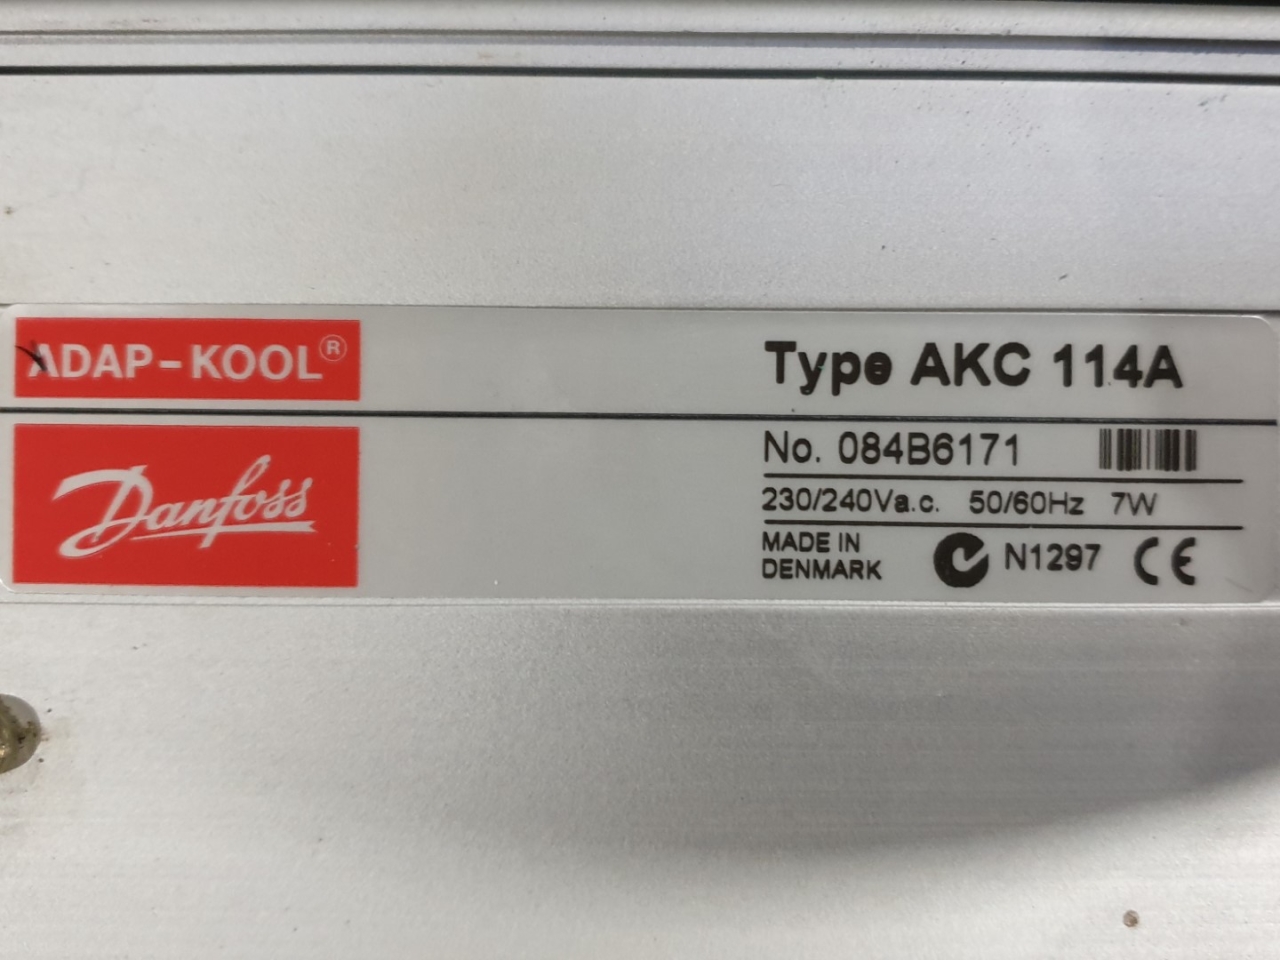 ADAP-KOOL®
Type AKC 114A
Danfoss
No. 084B6171
230/240Va.c. 50/60Hz 7W
MADE IN
DENMARK
N1297 CE